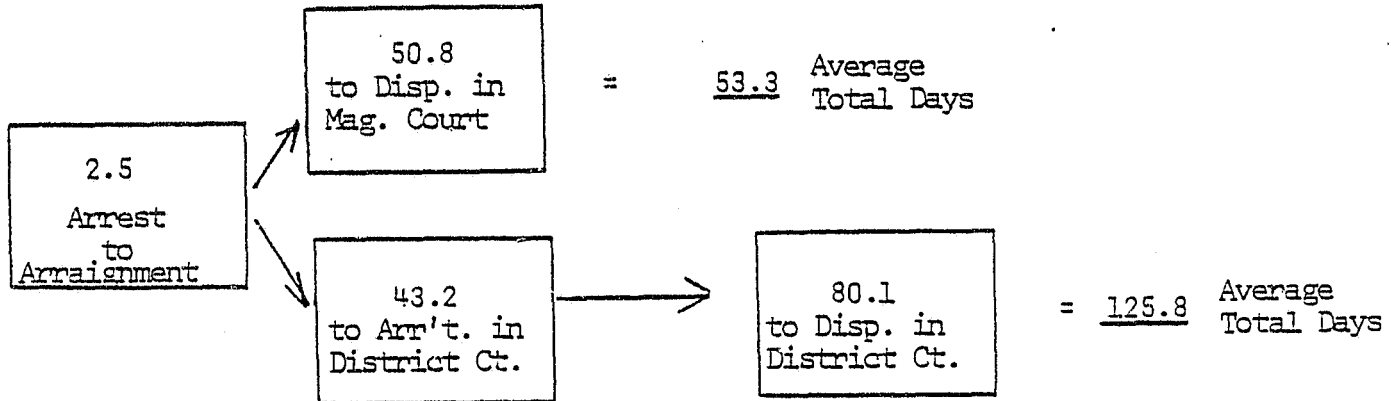 2.5
Arrest
to
Arraignment
50.8
to Disp. in
Mag. Court
= 53.3 Average
Total Days
43.2
to Arr't. in
District Ct.
80.1
to Disp. in
District Ct.
= 125.8 Average
Total Days